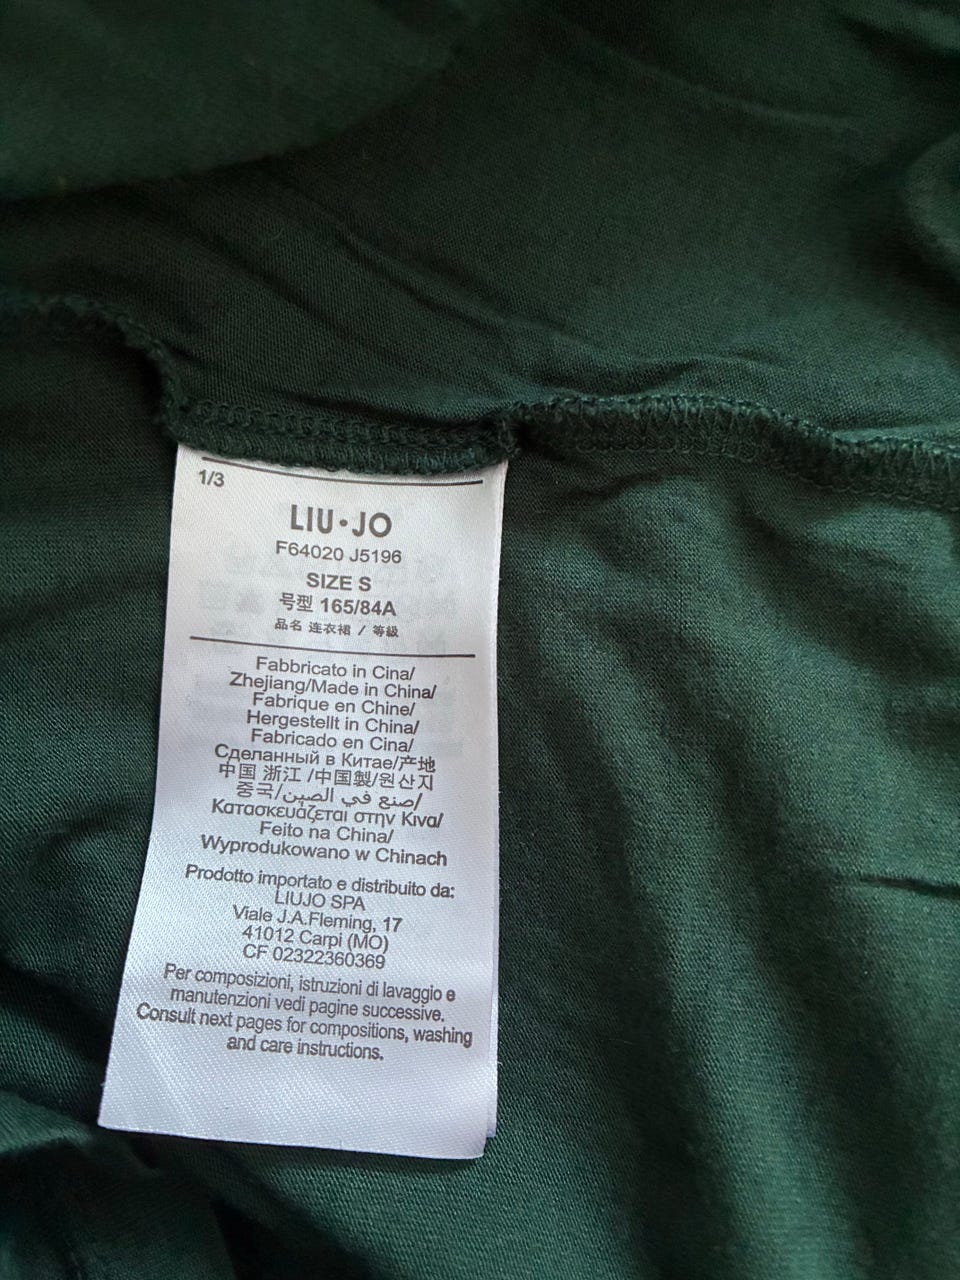 1/3
LIU·JO
F64020 J5196
SIZE S
号型 165/84A
品名 连衣裙 / 等級
Fabbricato in Cina/
Zhejiang/Made in China/
Fabrique en Chine/
Hergestellt in China/
Fabricado en Cina/
Сделанный в Китае/产地
中国 浙江 /中国製/원산지
중국/صنع في الصين/
Κατασκευάζεται στην Κινα/
Feito na China/
Wyprodukowano w Chinach
Prodotto importato e distribuito da:
LIUJO SPA
Viale J.A.Fleming, 17
41012 Carpi (MO)
CF 02322360369
Per composizioni, istruzioni di lavaggio e
manutenzioni vedi pagine successive.
Consult next pages for compositions, washing
and care instructions.